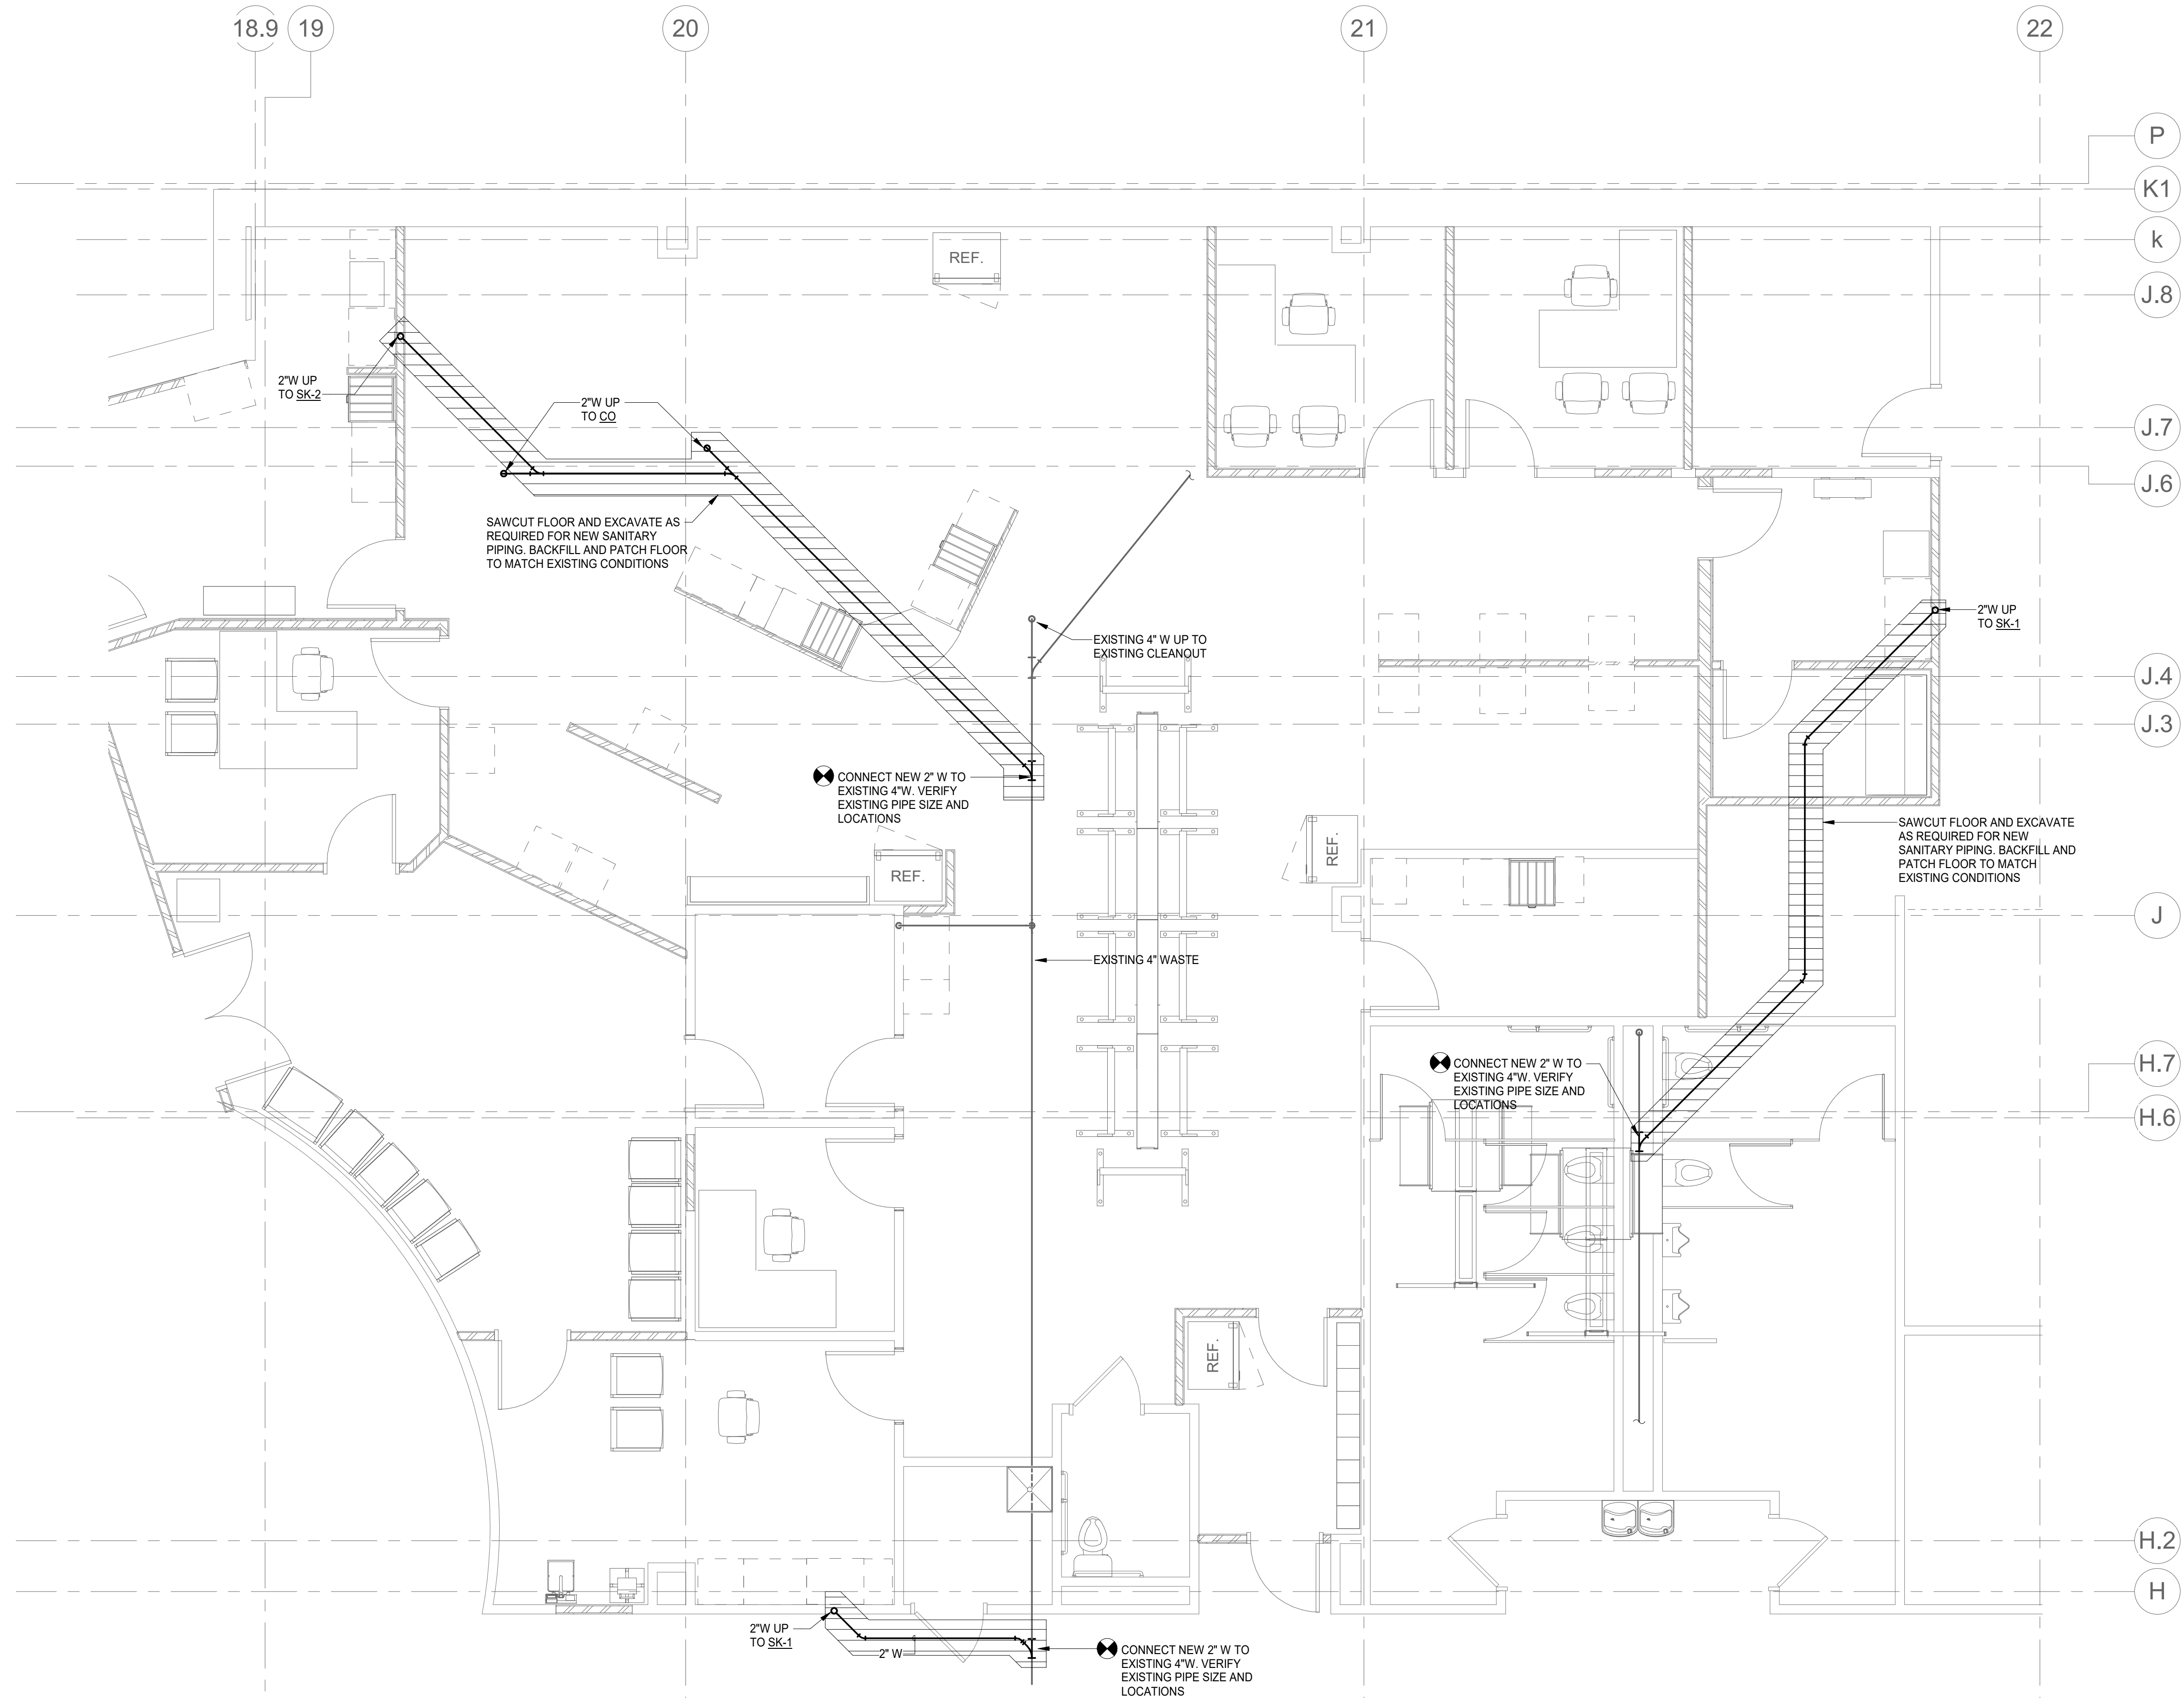 18.9
19
20
21
22
P
K1
k
J.8
REF.
2"W UP
TO SK-2
2"W UP
TO CO
J.7
J.6
SAWCUT FLOOR AND EXCAVATE AS
REQUIRED FOR NEW SANITARY
PIPING. BACKFILL AND PATCH FLOOR
TO MATCH EXISTING CONDITIONS
2"W UP
TO SK-1
EXISTING 4" W UP TO
EXISTING CLEANOUT
J.4
J.3
CONNECT NEW 2" W TO
EXISTING 4"W. VERIFY
EXISTING PIPE SIZE AND
LOCATIONS
SAWCUT FLOOR AND EXCAVATE
AS REQUIRED FOR NEW
SANITARY PIPING. BACKFILL AND
PATCH FLOOR TO MATCH
EXISTING CONDITIONS
REF.
REF.
J
EXISTING 4" WASTE
CONNECT NEW 2" W TO
EXISTING 4"W. VERIFY
EXISTING PIPE SIZE AND
LOCATIONS
H.7
H.6
REF.
H.2
H
2"W UP
TO SK-1
2" W
CONNECT NEW 2" W TO
EXISTING 4"W. VERIFY
EXISTING PIPE SIZE AND
LOCATIONS